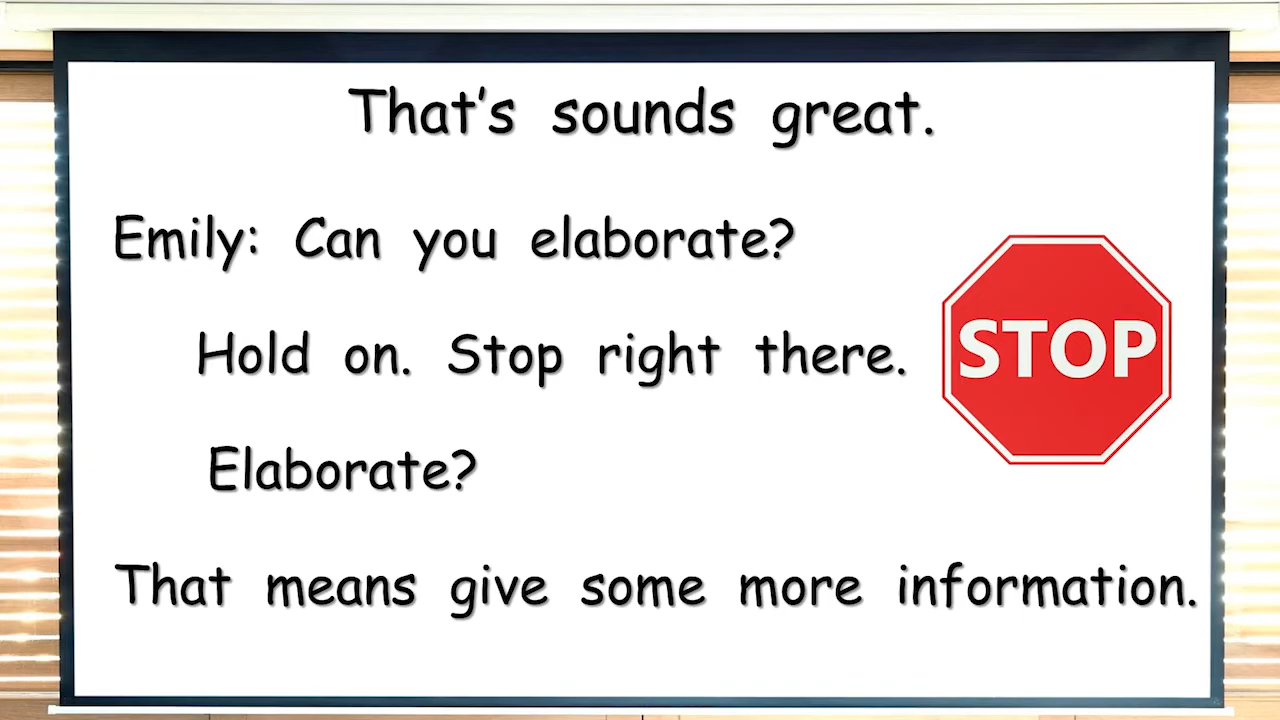 That's sounds great.
Emily: Can you elaborate?
Hold on. Stop right there.
STOP
Elaborate?
That means give some more information.